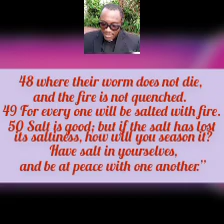 48 where their worm does not die,
and the fire is not quenched.
49 For every one will be salted with fire.
50 Salt is good; but if the salt has lost
its saltiness, how will you season it?
Have salt in yourselves,
and be at peace with one another.”